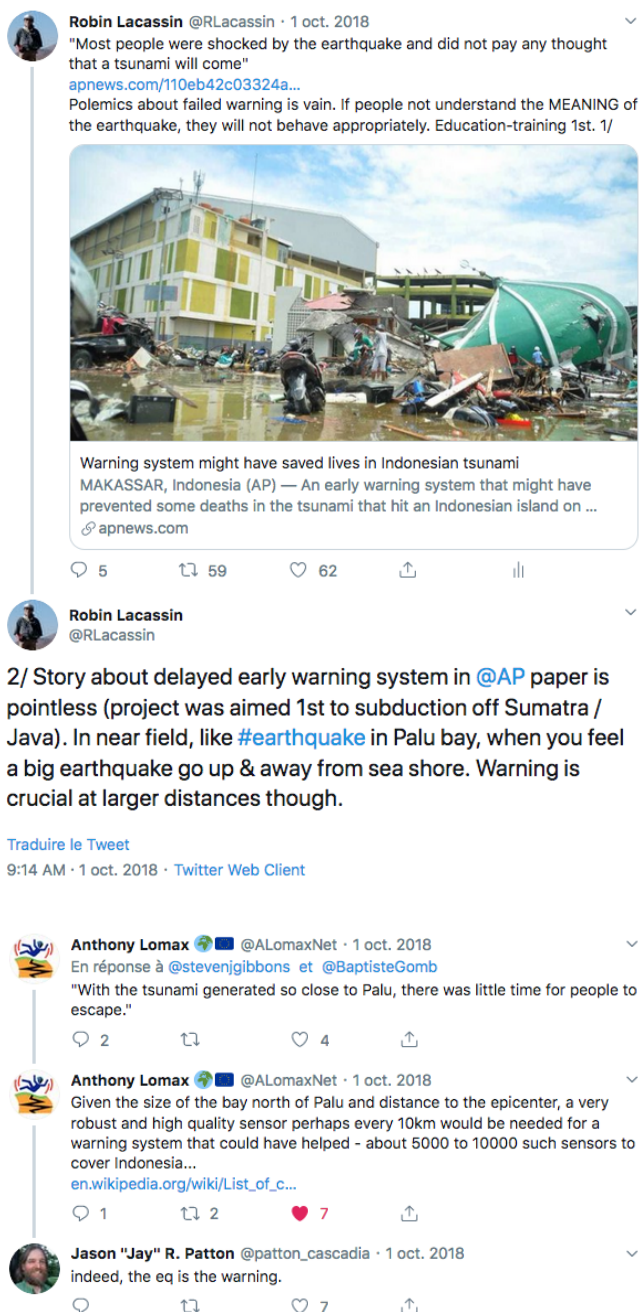 Robin Lacassin @RLacassin · 1 oct. 2018
"Most people were shocked by the earthquake and did not pay any thought
that a tsunami will come"
apnews.com/110eb42c03324a...
Polemics about failed warning is vain. If people not understand the MEANING of
the earthquake, they will not behave appropriately. Education-training 1st. 1/
Warning system might have saved lives in Indonesian tsunami
MAKASSAR, Indonesia (AP) — An early warning system that might have
prevented some deaths in the tsunami that hit an Indonesian island on ...
apnews.com
5 59 62
Robin Lacassin
@RLacassin
2/ Story about delayed early warning system in @AP paper is
pointless (project was aimed 1st to subduction off Sumatra /
Java). In near field, like #earthquake in Palu bay, when you feel
a big earthquake go up & away from sea shore. Warning is
crucial at larger distances though.
Traduire le Tweet
9:14 AM · 1 oct. 2018 · Twitter Web Client
Anthony Lomax @ALomaxNet · 1 oct. 2018
En réponse à @stevenjgibbons et @BaptisteGomb
"With the tsunami generated so close to Palu, there was little time for people to
escape."
2 4
Anthony Lomax @ALomaxNet · 1 oct. 2018
Given the size of the bay north of Palu and distance to the epicenter, a very
robust and high quality sensor perhaps every 10km would be needed for a
warning system that could have helped - about 5000 to 10000 such sensors to
cover Indonesia...
en.wikipedia.org/wiki/List_of_c...
1 2 7
Jason "Jay" R. Patton @patton_cascadia · 1 oct. 2018
indeed, the eq is the warning.
7